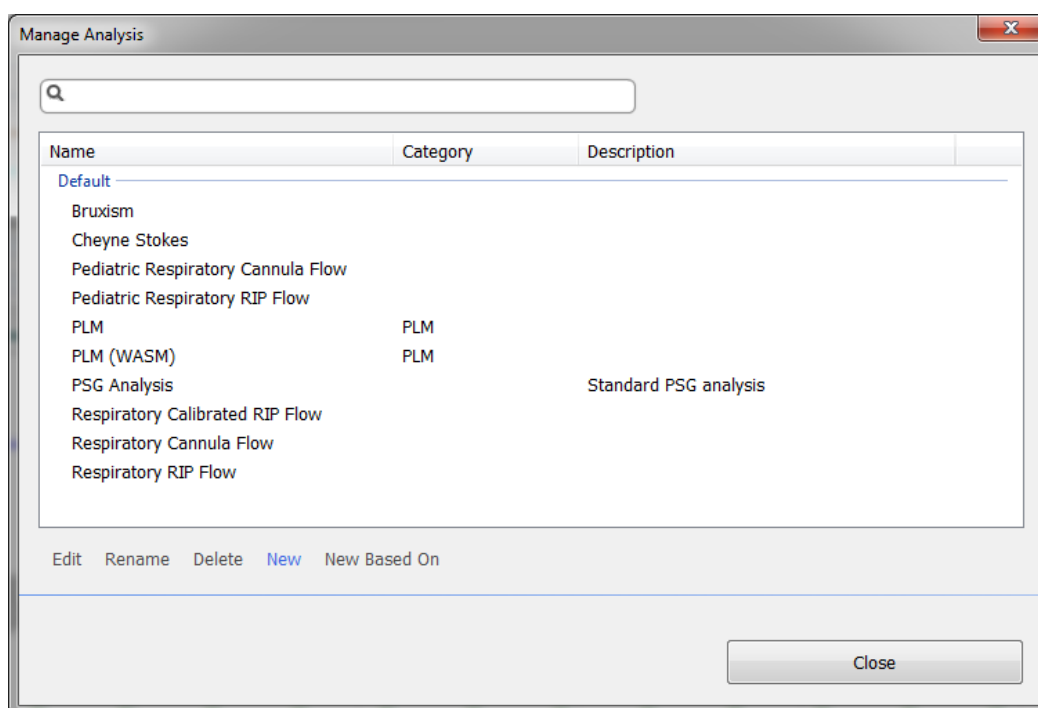 Manage Analysis
Name Category Description
Default
Bruxism
Cheyne Stokes
Pediatric Respiratory Cannula Flow
Pediatric Respiratory RIP Flow
PLM PLM
PLM (WASM) PLM
PSG Analysis Standard PSG analysis
Respiratory Calibrated RIP Flow
Respiratory Cannula Flow
Respiratory RIP Flow
Edit Rename Delete New New Based On
Close